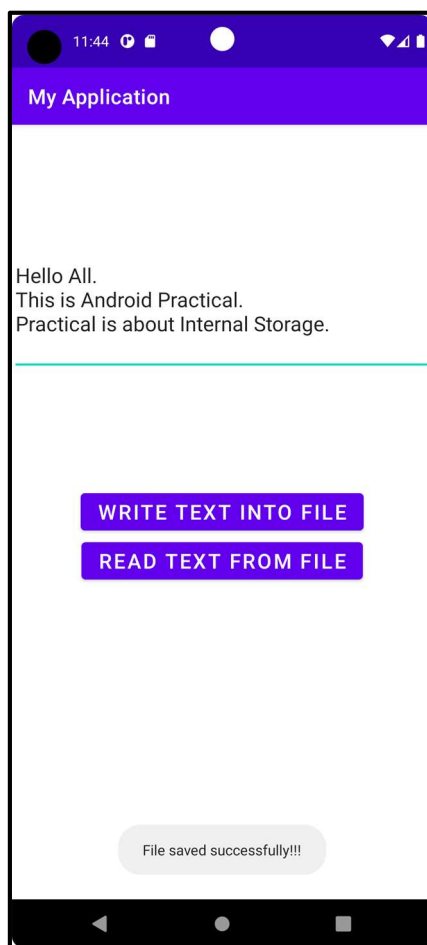 11:44
My Application
Hello All.
This is Android Practical.
Practical is about Internal Storage.
WRITE TEXT INTO FILE
READ TEXT FROM FILE
File saved successfully!!!